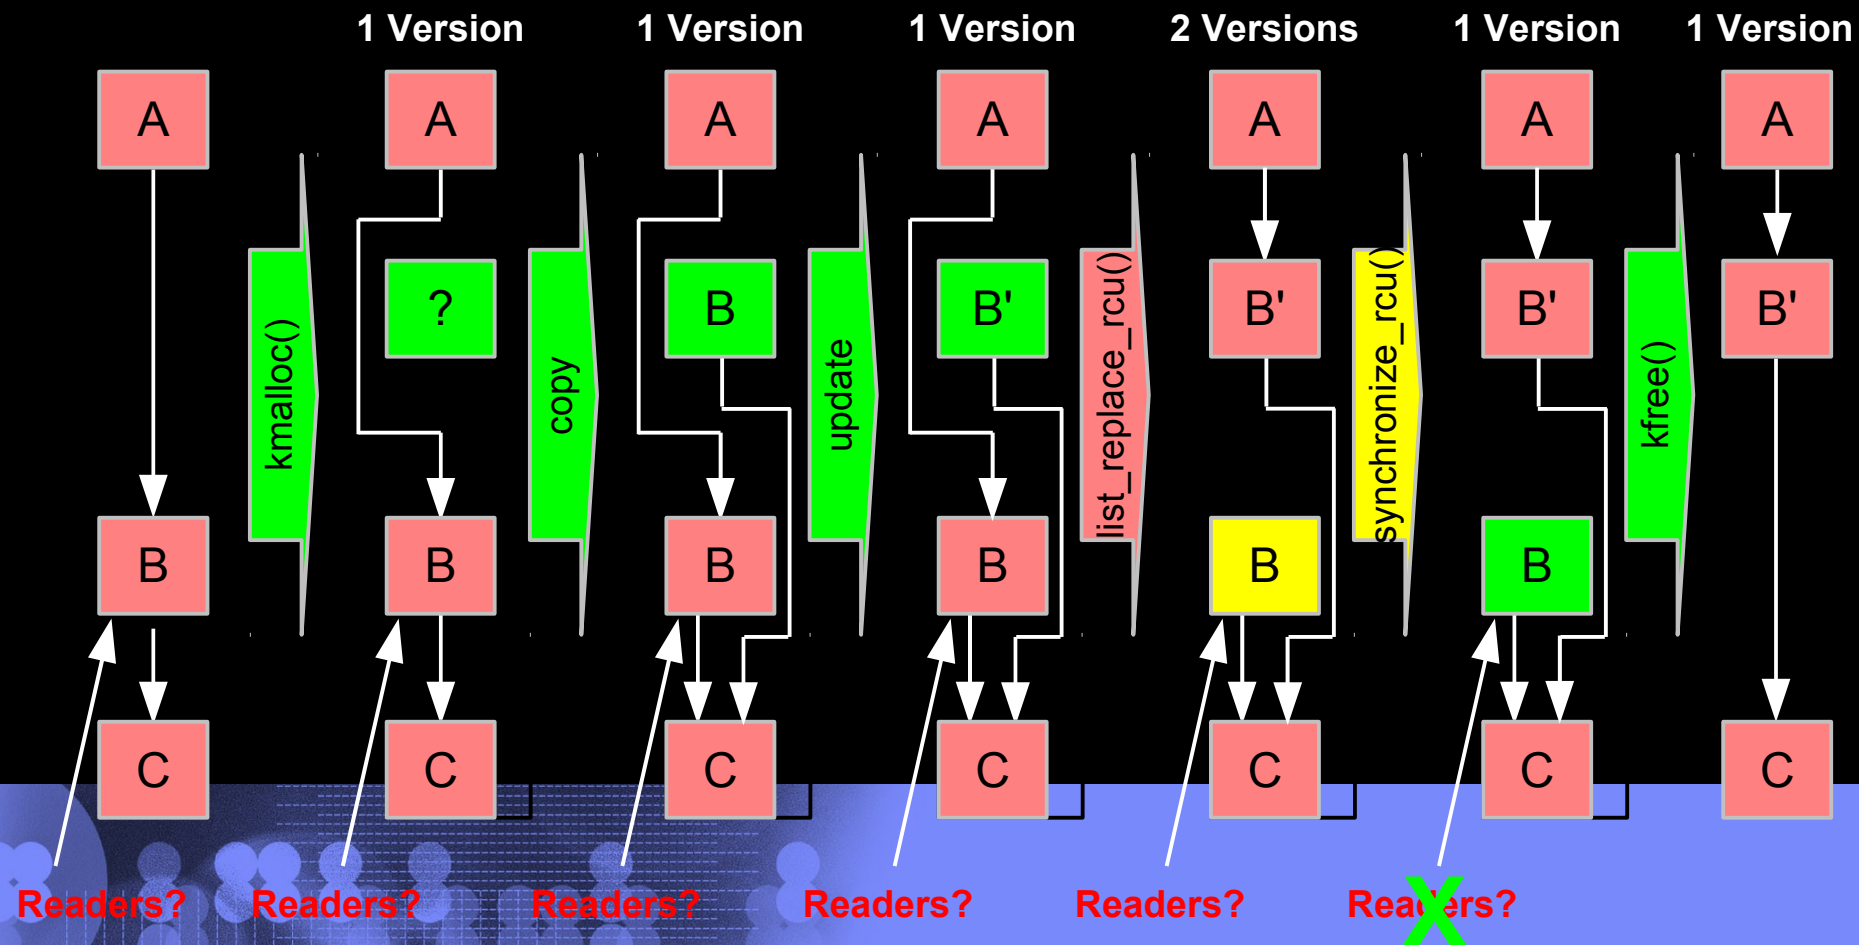 1 Version 1 Version 1 Version 2 Versions 1 Version 1 Version
A A A A A A A
? B B' B' B' B'
kmalloc()
copy
update
list_replace_rcu()
synchronize_rcu()
kfree()
B B B B B B
C C C C C C C
Readers? Readers? Readers? Readers? Readers? Readers?
X